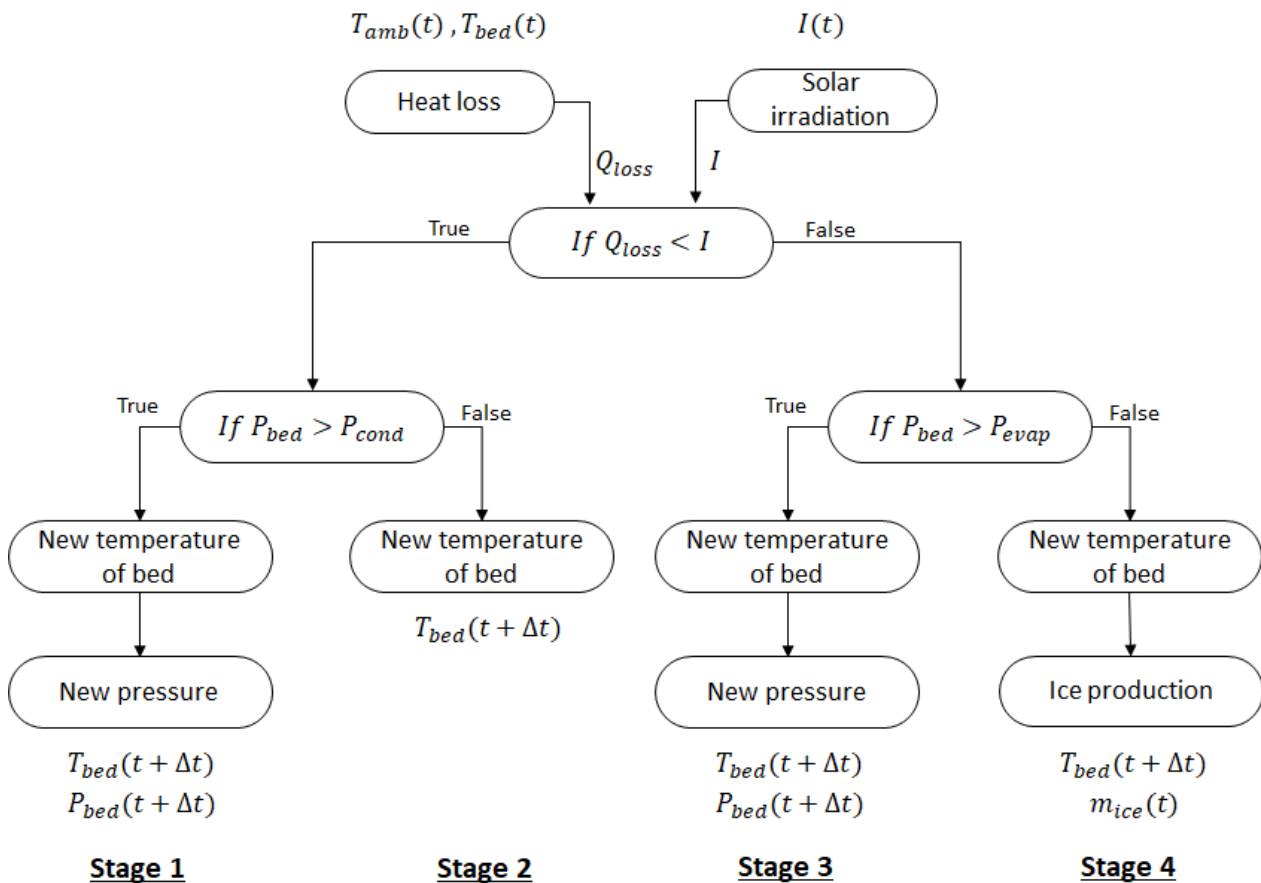 T_amb(t) , T_bed(t)
I(t)
Heat loss
Solar
irradiation
Q_loss
I
True
If Q_loss < I
False
True
If P_bed > P_cond
False
True
If P_bed > P_evap
False
New temperature
of bed
New temperature
of bed
New temperature
of bed
New temperature
of bed
T_bed(t + Δt)
New pressure
New pressure
Ice production
T_bed(t + Δt)
P_bed(t + Δt)
T_bed(t + Δt)
P_bed(t + Δt)
T_bed(t + Δt)
m_ice(t)
Stage 1
Stage 2
Stage 3
Stage 4